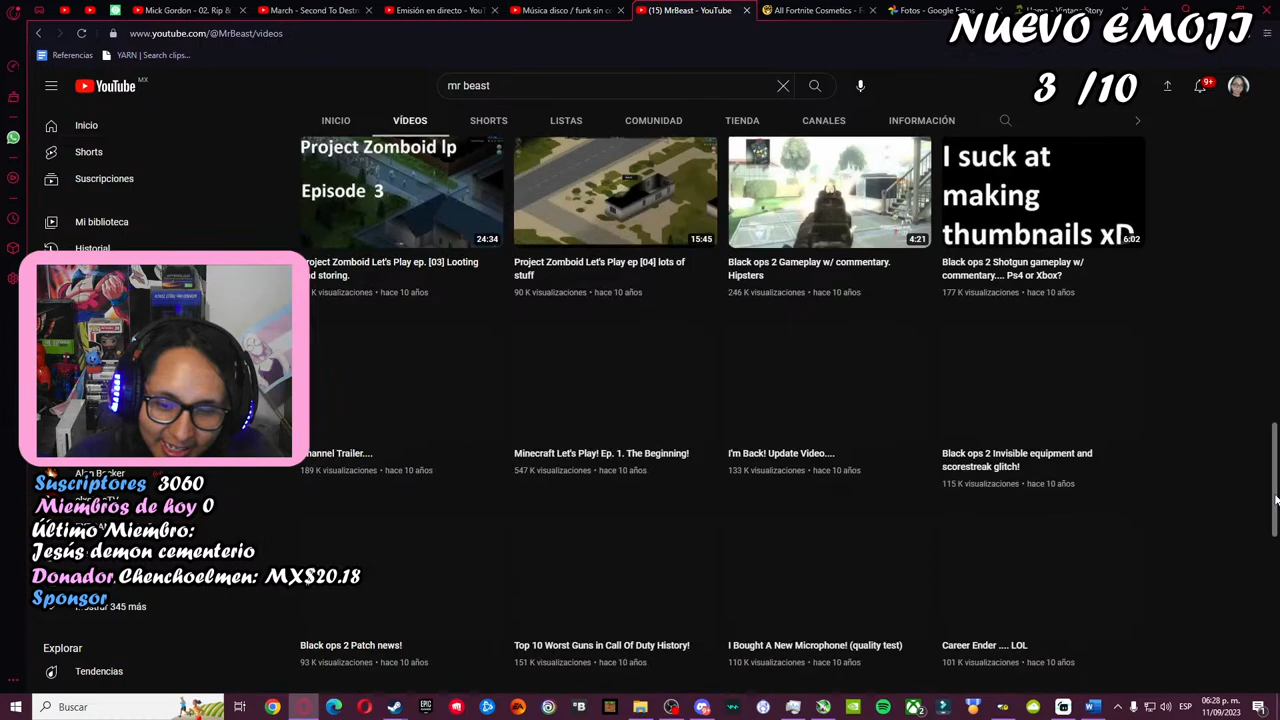 Mick Gordon - 02. Rip &
March - Second To Destr
Emisión en directo - YouT
Música disco / funk sin co
(15) MrBeast - YouTube
All Fortnite Cosmetics - F
Fotos - Google Fotos
NUEVO EMOJI
www.youtube.com/@MrBeast/videos
Referencias
YARN | Search clips...
3 /10
YouTube MX
mr beast
9+
INICIO VÍDEOS SHORTS LISTAS COMUNIDAD TIENDA CANALES INFORMACIÓN
Inicio
Shorts
Suscripciones
Mi biblioteca
Historial
Project Zomboid lp
Episode 3
24:34
15:45
4:21
I suck at
making
thumbnails xD
6:02
Project Zomboid Let's Play ep. [03] Looting
and storing.
K visualizaciones • hace 10 años
Project Zomboid Let's Play ep [04] lots of
stuff
90 K visualizaciones • hace 10 años
Black ops 2 Gameplay w/ commentary.
Hipsters
246 K visualizaciones • hace 10 años
Black ops 2 Shotgun gameplay w/
commentary.... Ps4 or Xbox?
177 K visualizaciones • hace 10 años
Channel Trailer....
189 K visualizaciones • hace 10 años
Minecraft Let's Play! Ep. 1. The Beginning!
547 K visualizaciones • hace 10 años
I'm Back! Update Video....
133 K visualizaciones • hace 10 años
Black ops 2 Invisible equipment and
scorestreak glitch!
115 K visualizaciones • hace 10 años
Alan Becker
Suscriptores 3060
Miembros de hoy 0
Último Miembro:
Jesús demon cementerio
Donador Chenchoelmen: MX$20.18
Sponsor
Mostrar 345 más
Explorar
Tendencias
Black ops 2 Patch news!
93 K visualizaciones • hace 10 años
Top 10 Worst Guns in Call Of Duty History!
151 K visualizaciones • hace 10 años
I Bought A New Microphone! (quality test)
110 K visualizaciones • hace 10 años
Career Ender .... LOL
101 K visualizaciones • hace 10 años
Buscar
ESP
06:28 p. m.
11/09/2023